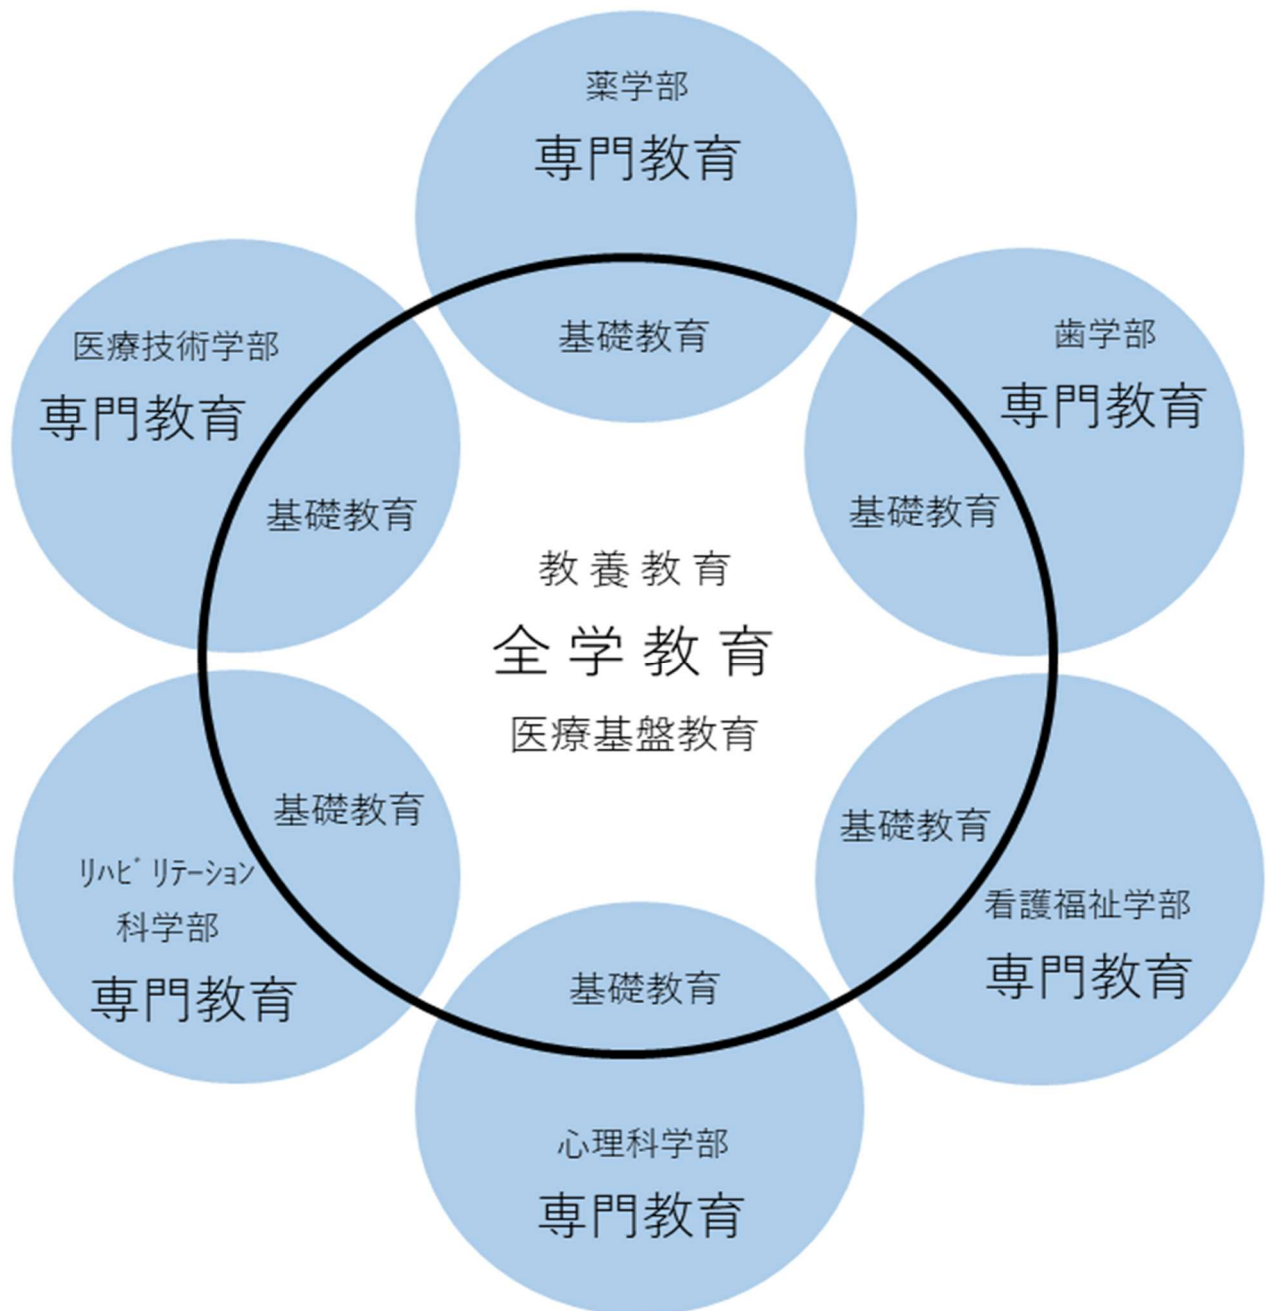 薬学部
専門教育
基礎教育
医療技術学部
専門教育
基礎教育
歯学部
専門教育
基礎教育
教養教育
全学教育
医療基盤教育
基礎教育
ﾘﾊﾋﾞﾘﾃｰｼｮﾝ
科学部
専門教育
基礎教育
看護福祉学部
専門教育
基礎教育
心理科学部
専門教育